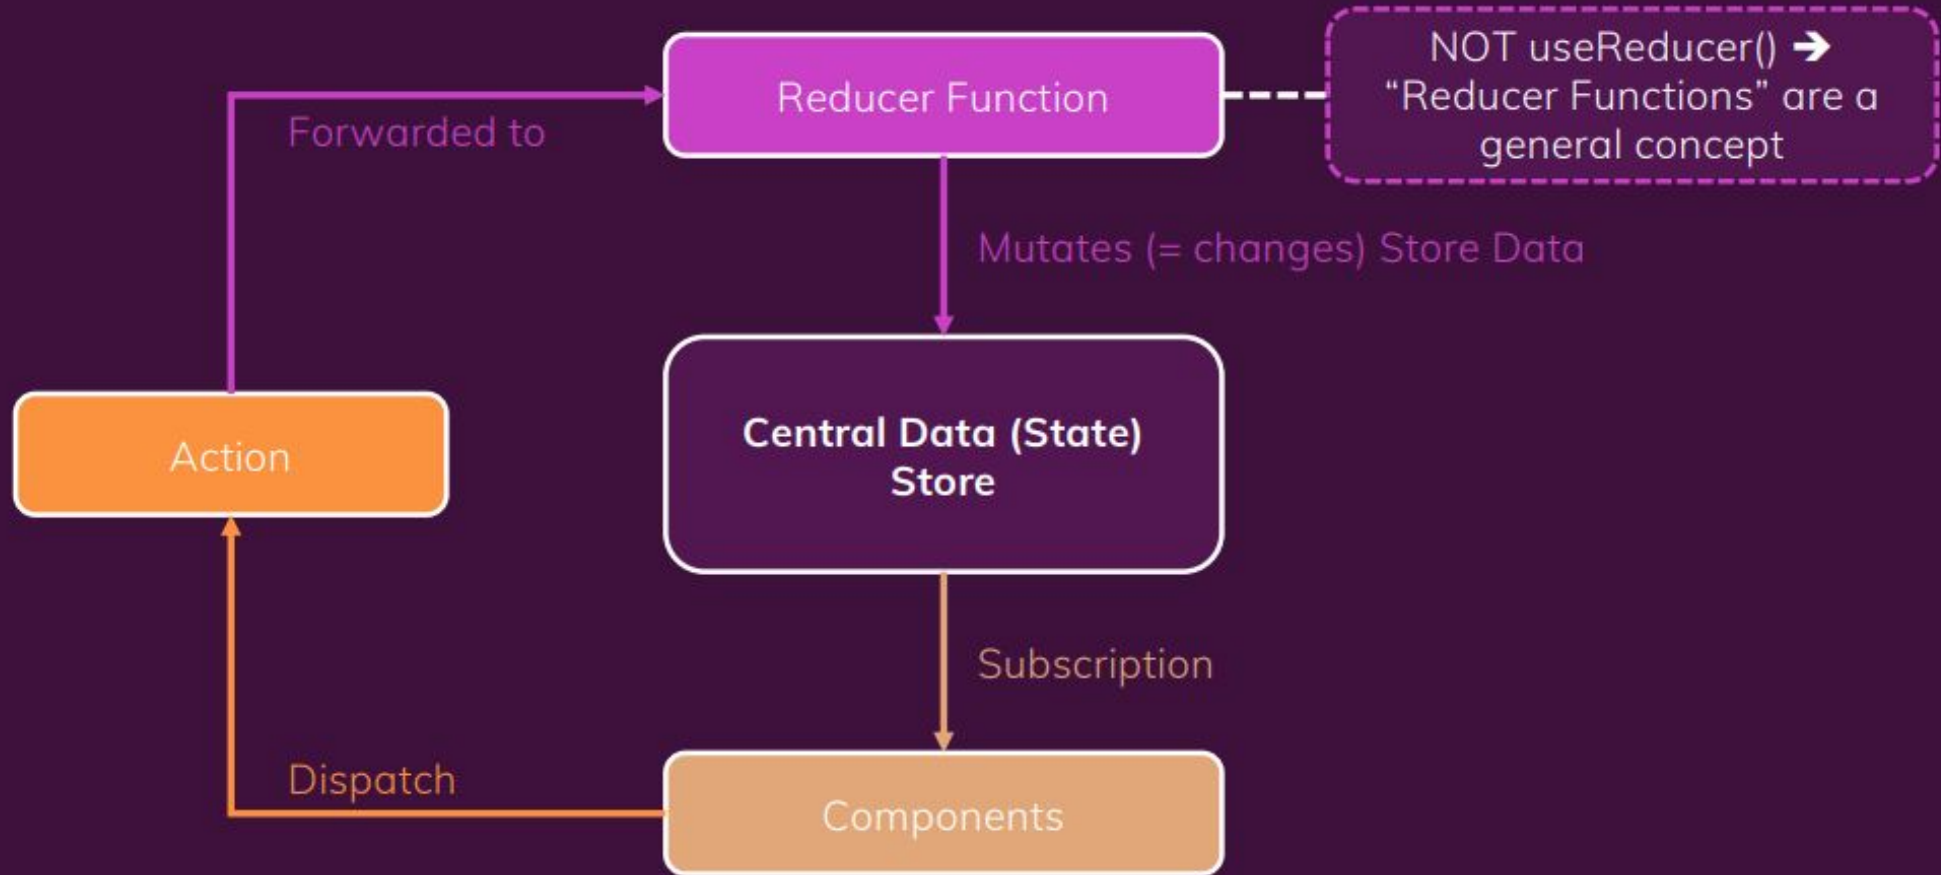 Reducer Function
NOT useReducer() ➔
“Reducer Functions” are a
general concept
Forwarded to
Mutates (= changes) Store Data
Action
Central Data (State)
Store
Subscription
Dispatch
Components